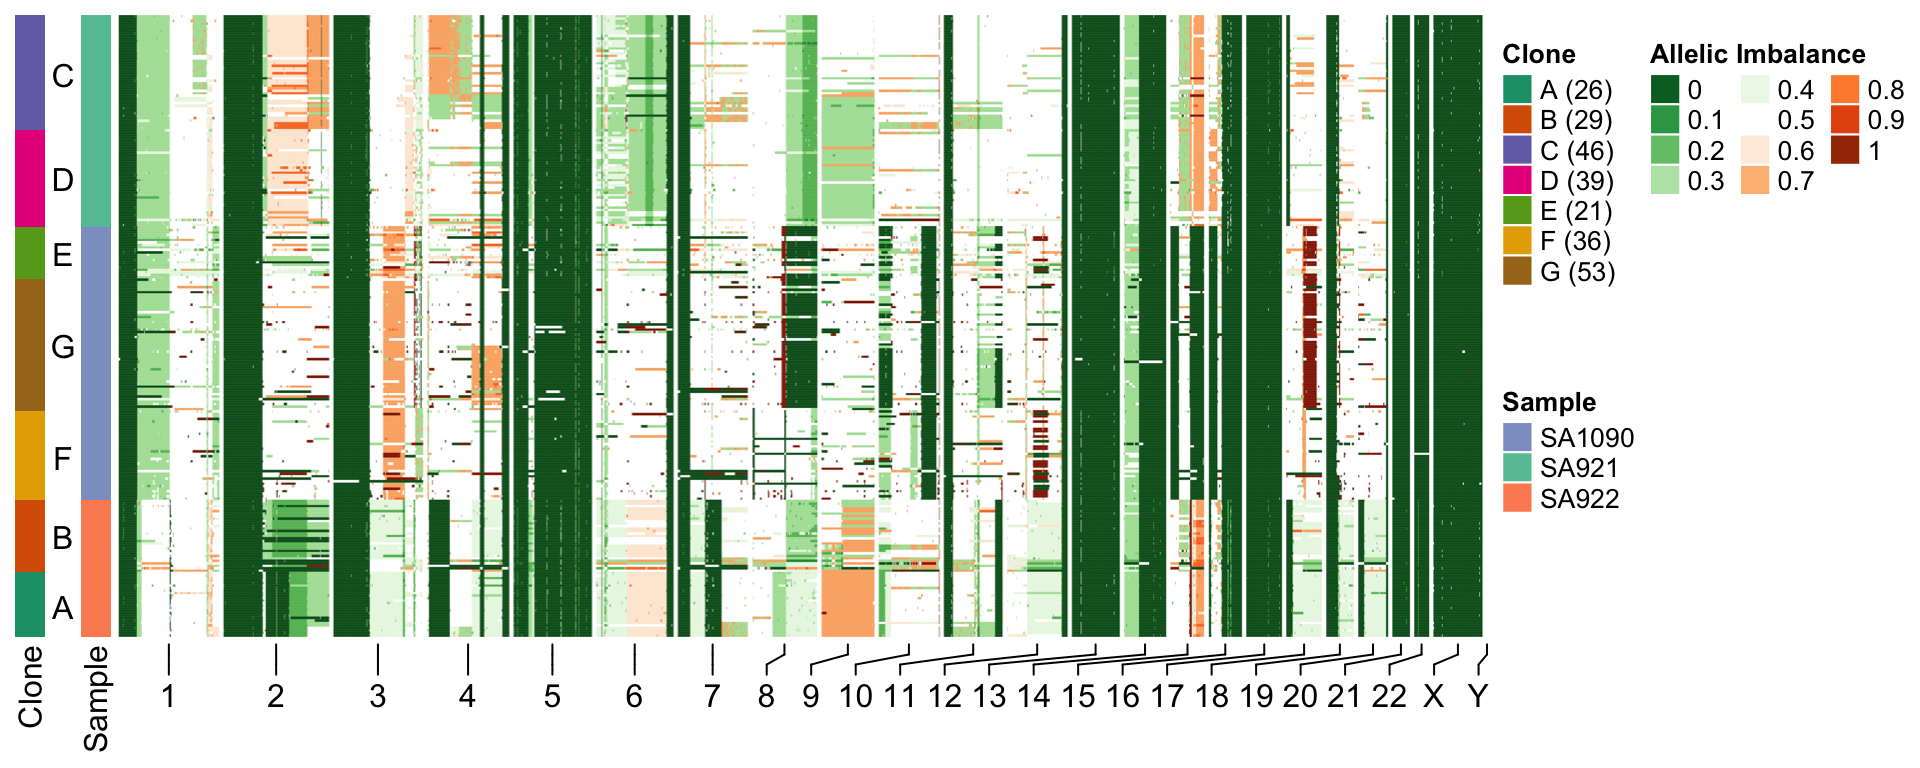 Clone
A (26)
B (29)
C (46)
D (39)
E (21)
F (36)
G (53)
Allelic Imbalance
0
0.1
0.2
0.3
0.4
0.5
0.6
0.7
0.8
0.9
1
Sample
SA1090
SA921
SA922
C
D
E
G
F
B
A
Clone
Sample
1 2 3 4 5 6 7 8 9 10 11 12 13 14 15 16 17 18 19 20 21 22 X Y